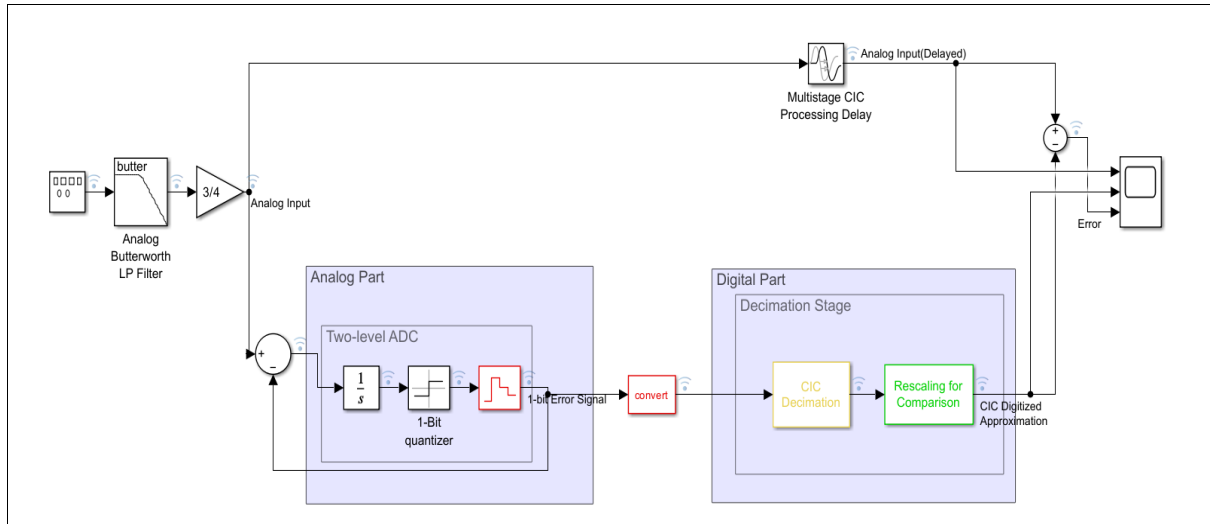 Analog Input(Delayed)
Multistage CIC
Processing Delay
+
−
butter
3/4
Analog Input
Analog
Butterworth
LP Filter
Error
Analog Part
Digital Part
Decimation Stage
Two-level ADC
+
−
1
s
1-Bit
quantizer
1-bit Error Signal
convert
CIC
Decimation
Rescaling for
Comparison
CIC Digitized
Approximation